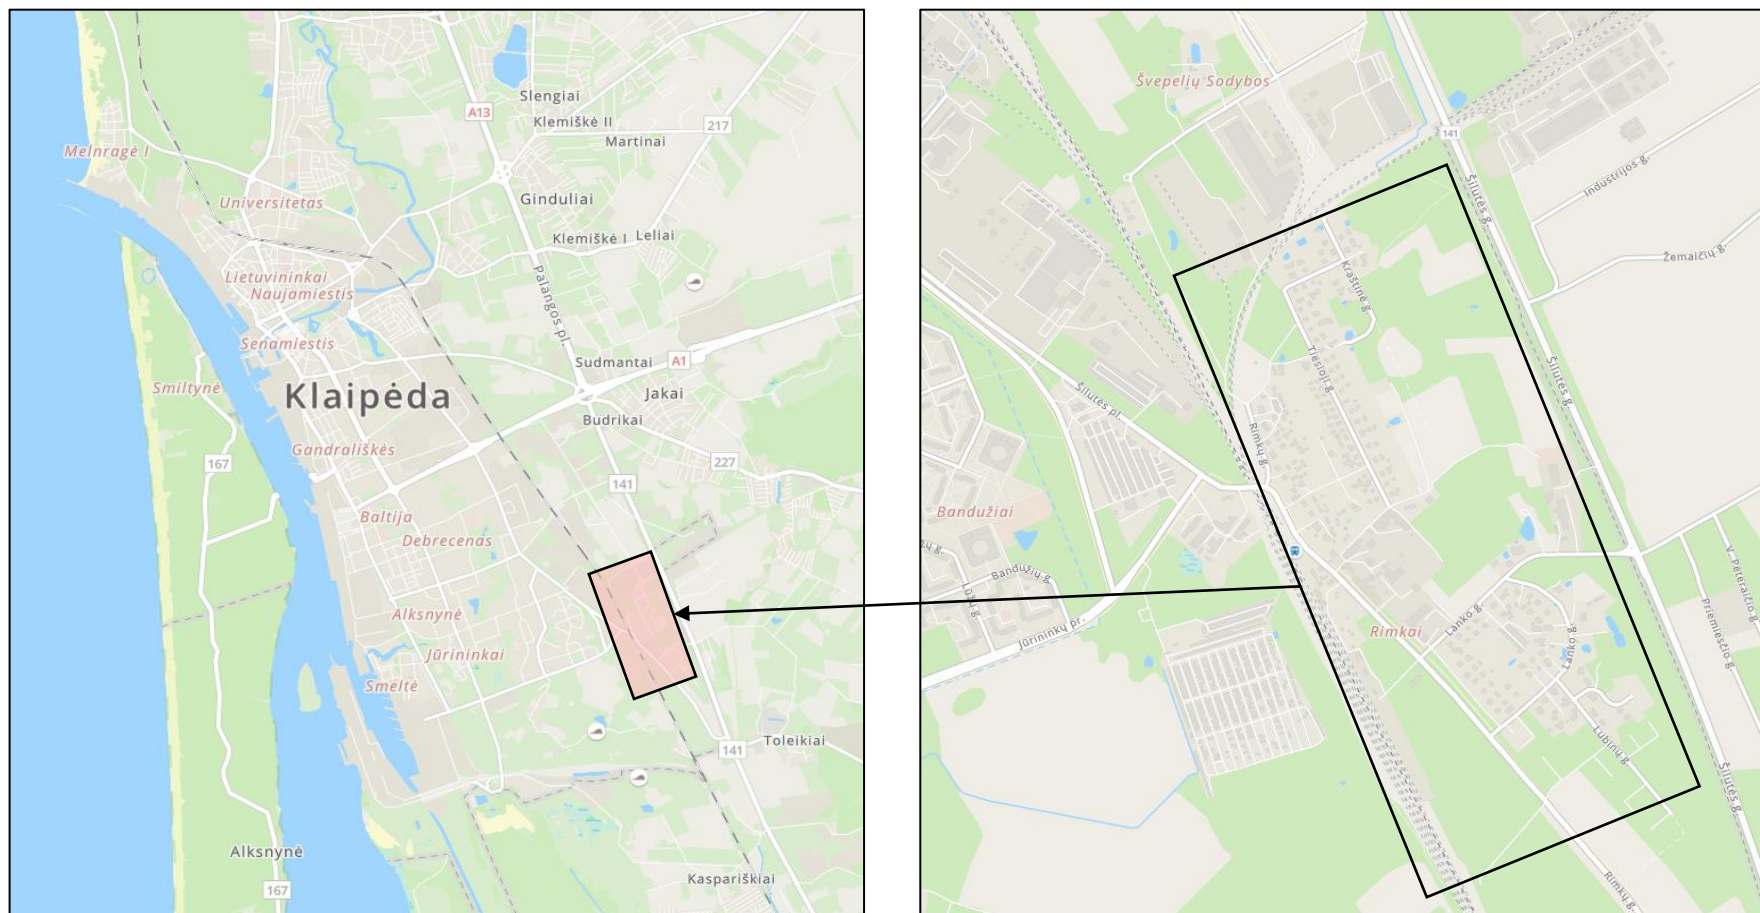 Slengiai
A13
Klemiškė II
217
Martinai
Melnragė I
Universitetas
Ginduliai
Klemiškė I
Leliai
Lietuvininkai
Naujamiestis
Palangos pl.
Senamiestis
Sudmantai
A1
Smiltynė
Klaipėda
Jakai
Budrikai
Gandrališkės
167
227
141
Baltija
Debrecenas
Alksnynė
Jūrininkai
Smeltė
141
Toleikiai
Alksnynė
167
Kaspariškiai
Švepelių Sodybos
141
Industrijos g.
Šilutės g.
Žemaičių g.
Kraštinė g.
Tiesioji g.
Šilutės g.
Šilutės pl.
Rimkų g.
Bandužiai
ų g.
Bandužių g.
Lūžų g.
Jūrininkų pr.
Lanko g.
Rimkai
Lanko g.
V. Peteraičio g.
Priemiesčio g.
Lubinų g.
Šilutės g.
Rimkų g.